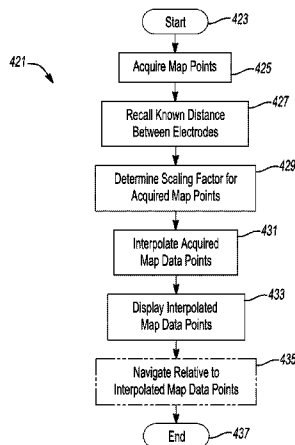 Start
423
421
Acquire Map Points
425
Recall Known Distance
Between Electrodes
427
Determine Scaling Factor for
Acquired Map Points
429
Interpolate Acquired
Map Data Points
431
Display Interpolated
Map Data Points
433
Navigate Relative to
Interpolated Map Data Points
435
End
437